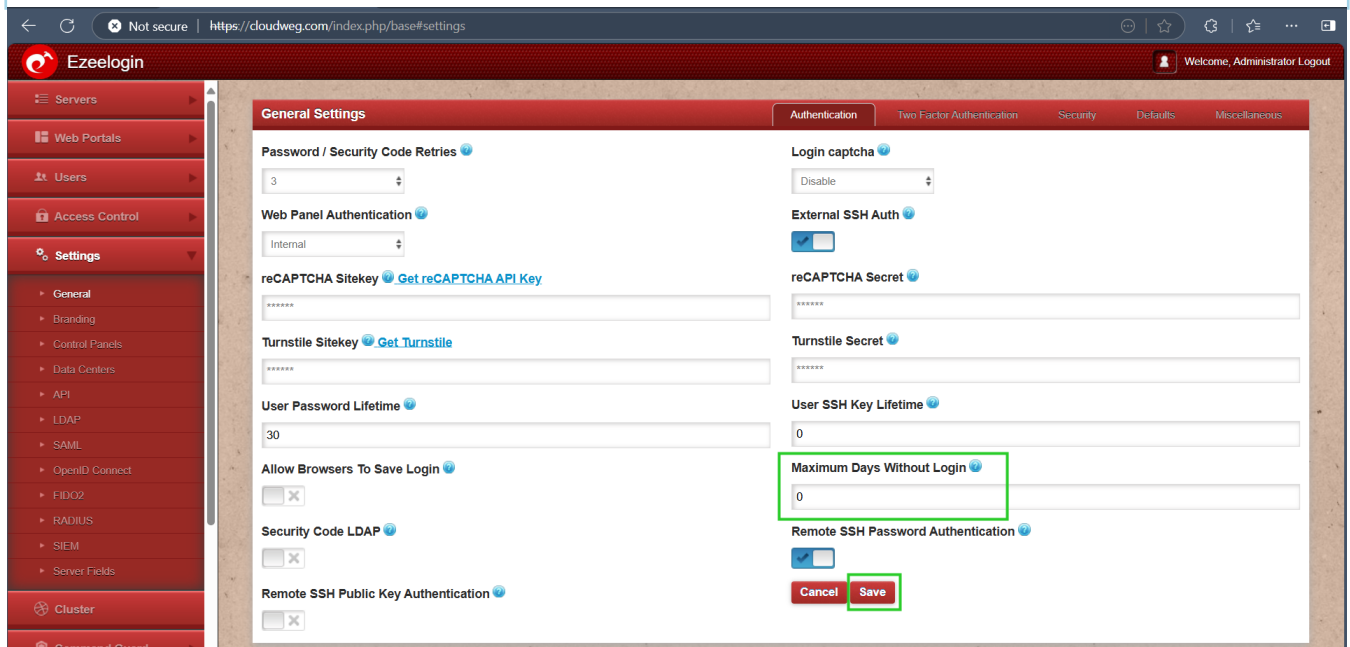 Not secure | https://cloudweg.com/index.php/base#settings
Ezeelogin
Welcome, Administrator Logout
Servers
Web Portals
Users
Access Control
Settings
General
Branding
Control Panels
Data Centers
API
LDAP
SAML
OpenID Connect
FIDO2
RADIUS
SIEM
Server Fields
Cluster
Command Guard
General Settings
Authentication
Two Factor Authentication
Security
Defaults
Miscellaneous
Password / Security Code Retries
3
Login captcha
Disable
Web Panel Authentication
Internal
External SSH Auth
reCAPTCHA Sitekey Get reCAPTCHA API Key
******
reCAPTCHA Secret
******
Turnstile Sitekey Get Turnstile
******
Turnstile Secret
******
User Password Lifetime
30
User SSH Key Lifetime
0
Allow Browsers To Save Login
Maximum Days Without Login
0
Security Code LDAP
Remote SSH Password Authentication
Remote SSH Public Key Authentication
Cancel
Save